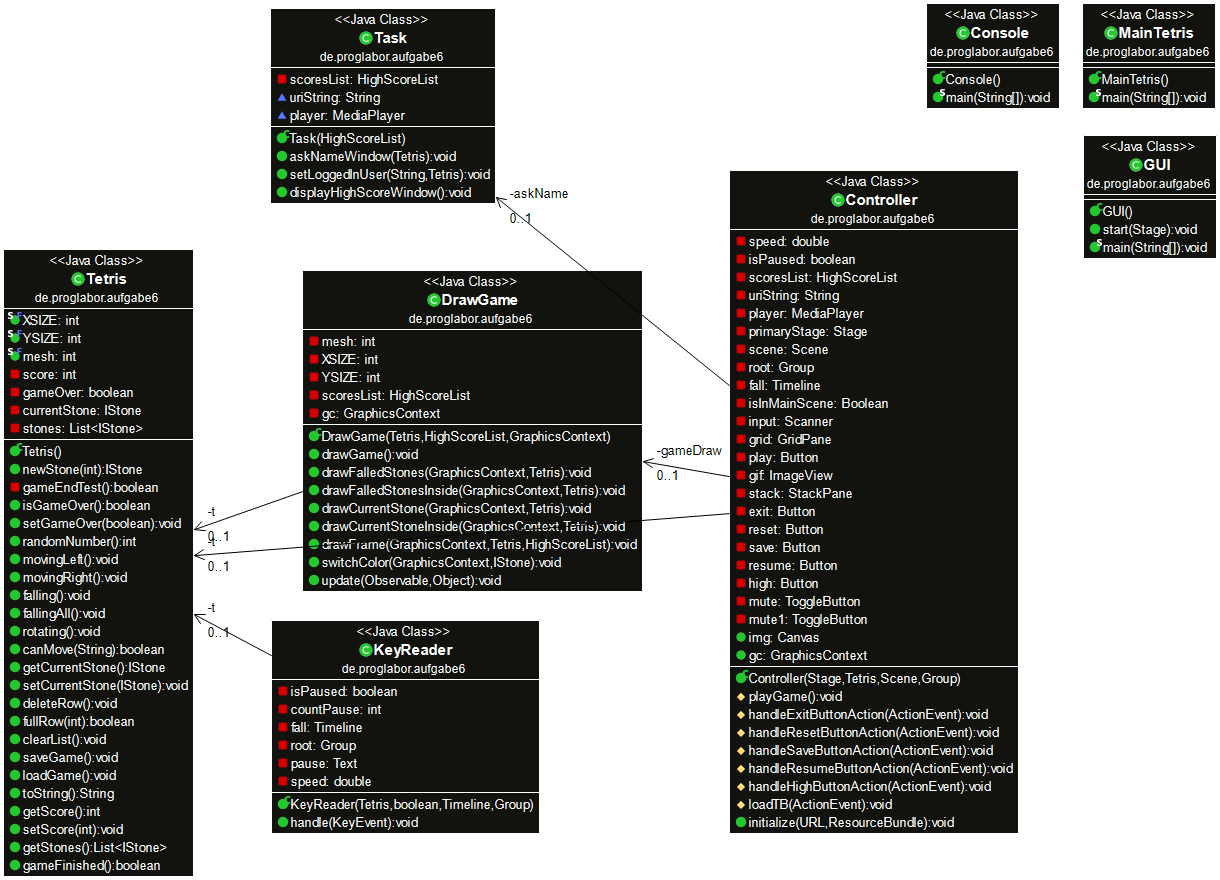 <<Java Class>>
Task
de.proglabor.aufgabe6
scoresList: HighScoreList
uriString: String
player: MediaPlayer
Task(HighScoreList)
askNameWindow(Tetris):void
setLoggedInUser(String,Tetris):void
displayHighScoreWindow():void
<<Java Class>>
Console
de.proglabor.aufgabe6
Console()
main(String[]):void
<<Java Class>>
MainTetris
de.proglabor.aufgabe6
MainTetris()
main(String[]):void
<<Java Class>>
GUI
de.proglabor.aufgabe6
GUI()
start(Stage):void
main(String[]):void
-askName
0..1
<<Java Class>>
Tetris
de.proglabor.aufgabe6
XSIZE: int
YSIZE: int
mesh: int
score: int
gameOver: boolean
currentStone: IStone
stones: List<IStone>
Tetris()
newStone(int):IStone
gameEndTest():boolean
isGameOver():boolean
setGameOver(boolean):void
randomNumber():int
movingLeft():void
movingRight():void
falling():void
fallingAll():void
rotating():void
canMove(String):boolean
getCurrentStone():IStone
setCurrentStone(IStone):void
deleteRow():void
fullRow(int):boolean
clearList():void
saveGame():void
loadGame():void
toString():String
getScore():int
setScore(int):void
getStones():List<IStone>
gameFinished():boolean
-t
0..1
-t
0..1
-t
0..1
<<Java Class>>
DrawGame
de.proglabor.aufgabe6
mesh: int
XSIZE: int
YSIZE: int
scoresList: HighScoreList
gc: GraphicsContext
DrawGame(Tetris,HighScoreList,GraphicsContext)
drawGame():void
drawFalledStones(GraphicsContext,Tetris):void
drawFalledStonesInside(GraphicsContext,Tetris):void
drawCurrentStone(GraphicsContext,Tetris):void
drawCurrentStoneInside(GraphicsContext,Tetris):void
drawFrame(GraphicsContext,Tetris,HighScoreList):void
switchColor(GraphicsContext,IStone):void
update(Observable,Object):void
-gameDraw
0..1
<<Java Class>>
KeyReader
de.proglabor.aufgabe6
isPaused: boolean
countPause: int
fall: Timeline
root: Group
pause: Text
speed: double
KeyReader(Tetris,boolean,Timeline,Group)
handle(KeyEvent):void
<<Java Class>>
Controller
de.proglabor.aufgabe6
speed: double
isPaused: boolean
scoresList: HighScoreList
uriString: String
player: MediaPlayer
primaryStage: Stage
scene: Scene
root: Group
fall: Timeline
isInMainScene: Boolean
input: Scanner
grid: GridPane
play: Button
gif: ImageView
stack: StackPane
exit: Button
reset: Button
save: Button
resume: Button
high: Button
mute: ToggleButton
mute1: ToggleButton
img: Canvas
gc: GraphicsContext
Controller(Stage,Tetris,Scene,Group)
playGame():void
handleExitButtonAction(ActionEvent):void
handleResetButtonAction(ActionEvent):void
handleSaveButtonAction(ActionEvent):void
handleResumeButtonAction(ActionEvent):void
handleHighButtonAction(ActionEvent):void
loadTB(ActionEvent):void
initialize(URL,ResourceBundle):void